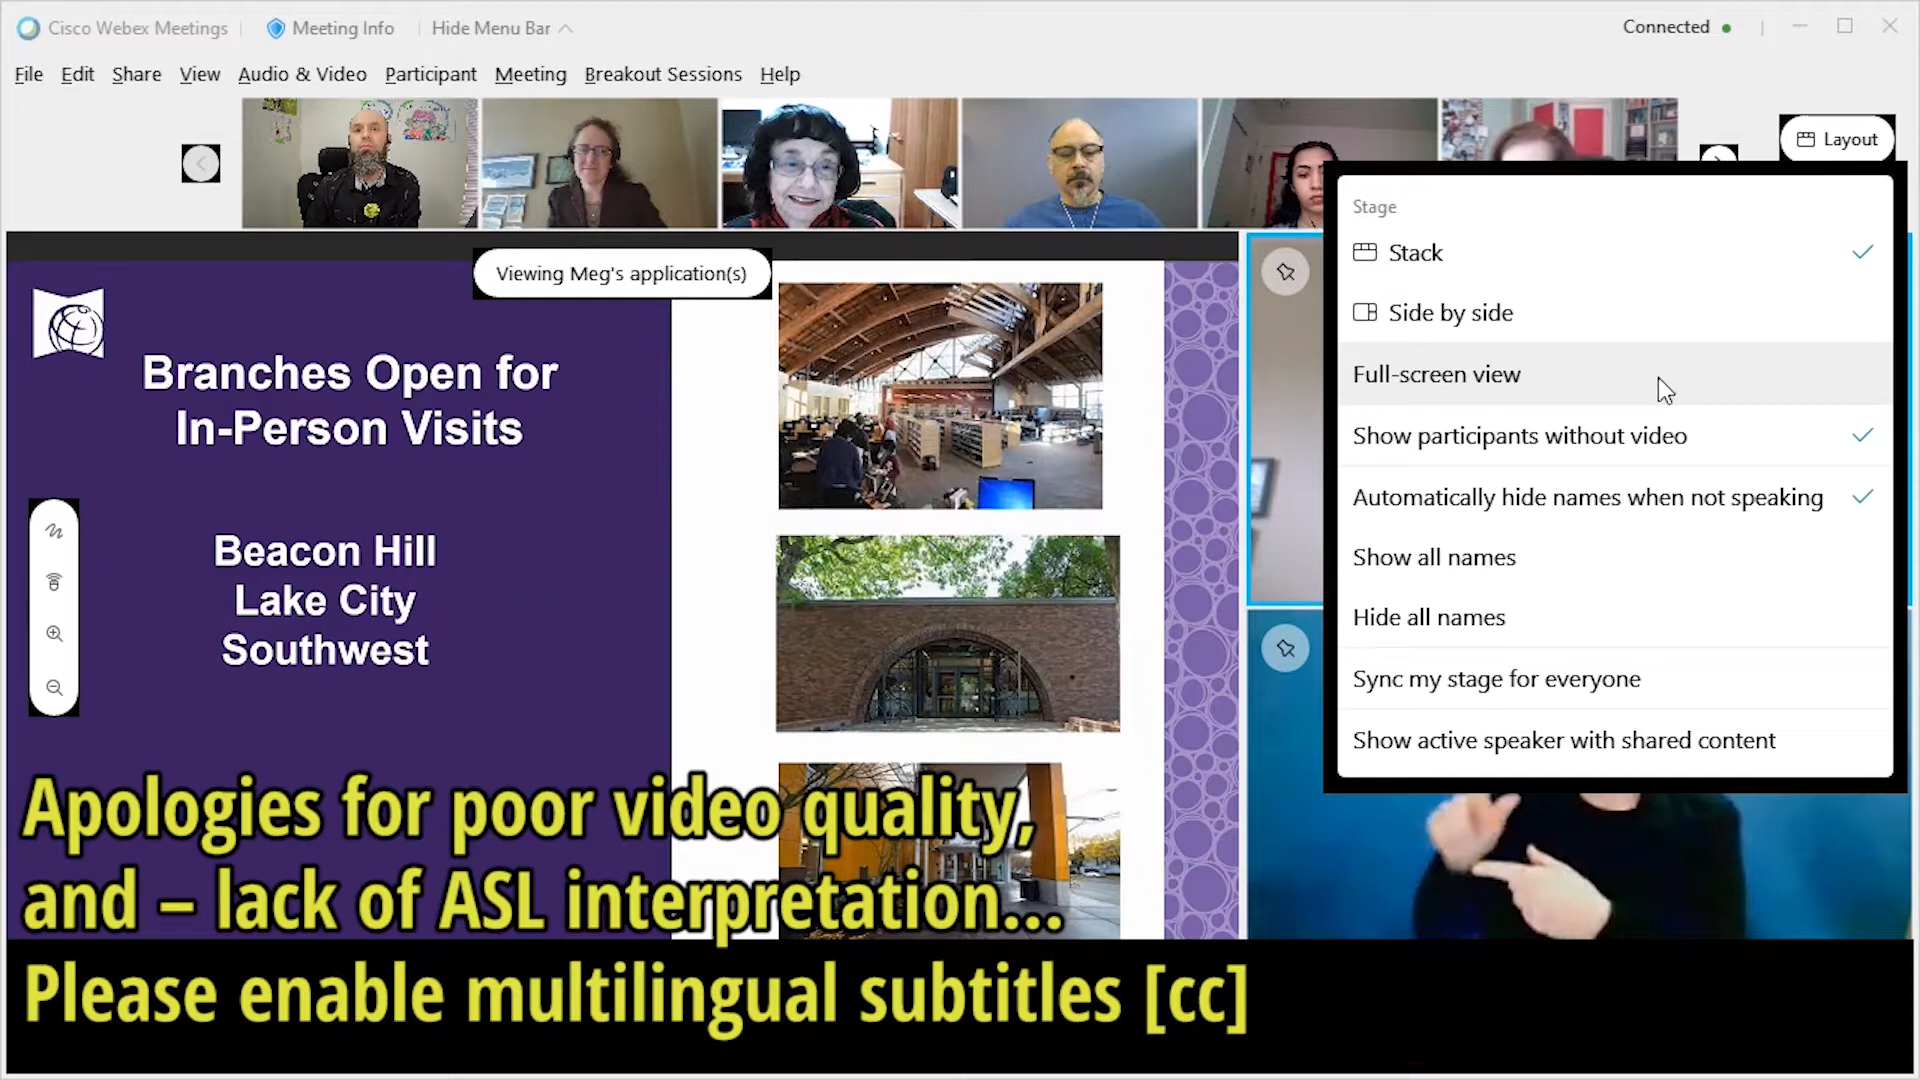 Cisco Webex Meetings
Meeting Info
Hide Menu Bar
Connected
File Edit Share View Audio & Video Participant Meeting Breakout Sessions Help
Layout
Viewing Meg's application(s)
Branches Open for
In-Person Visits
Beacon Hill
Lake City
Southwest
Stage
Stack
Side by side
Full-screen view
Show participants without video
Automatically hide names when not speaking
Show all names
Hide all names
Sync my stage for everyone
Show active speaker with shared content
Apologies for poor video quality,
and – lack of ASL interpretation...
Please enable multilingual subtitles [cc]